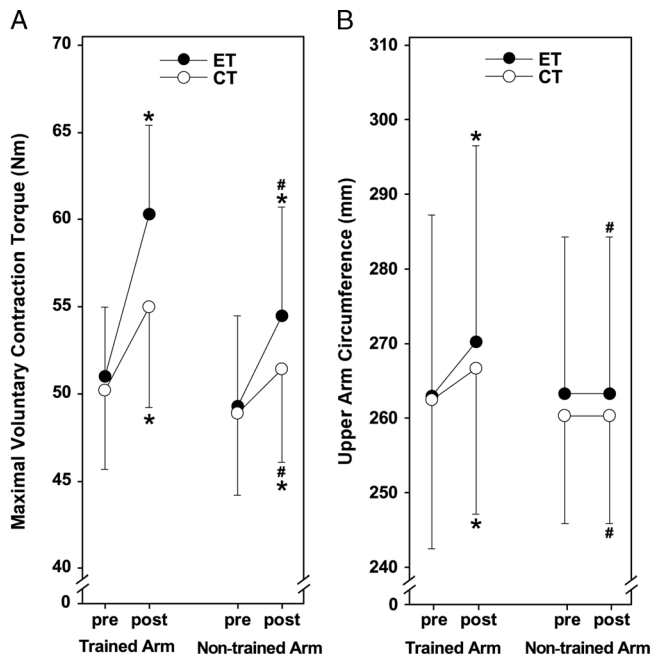 A
Maximal Voluntary Contraction Torque (Nm)
70
65
60
55
50
45
40
0
ET
CT
*
*
#
*
#
*
pre post pre post
Trained Arm Non-trained Arm
B
Upper Arm Circumference (mm)
310
300
290
280
270
260
250
240
0
ET
CT
*
*
#
#
pre post pre post
Trained Arm Non-trained Arm